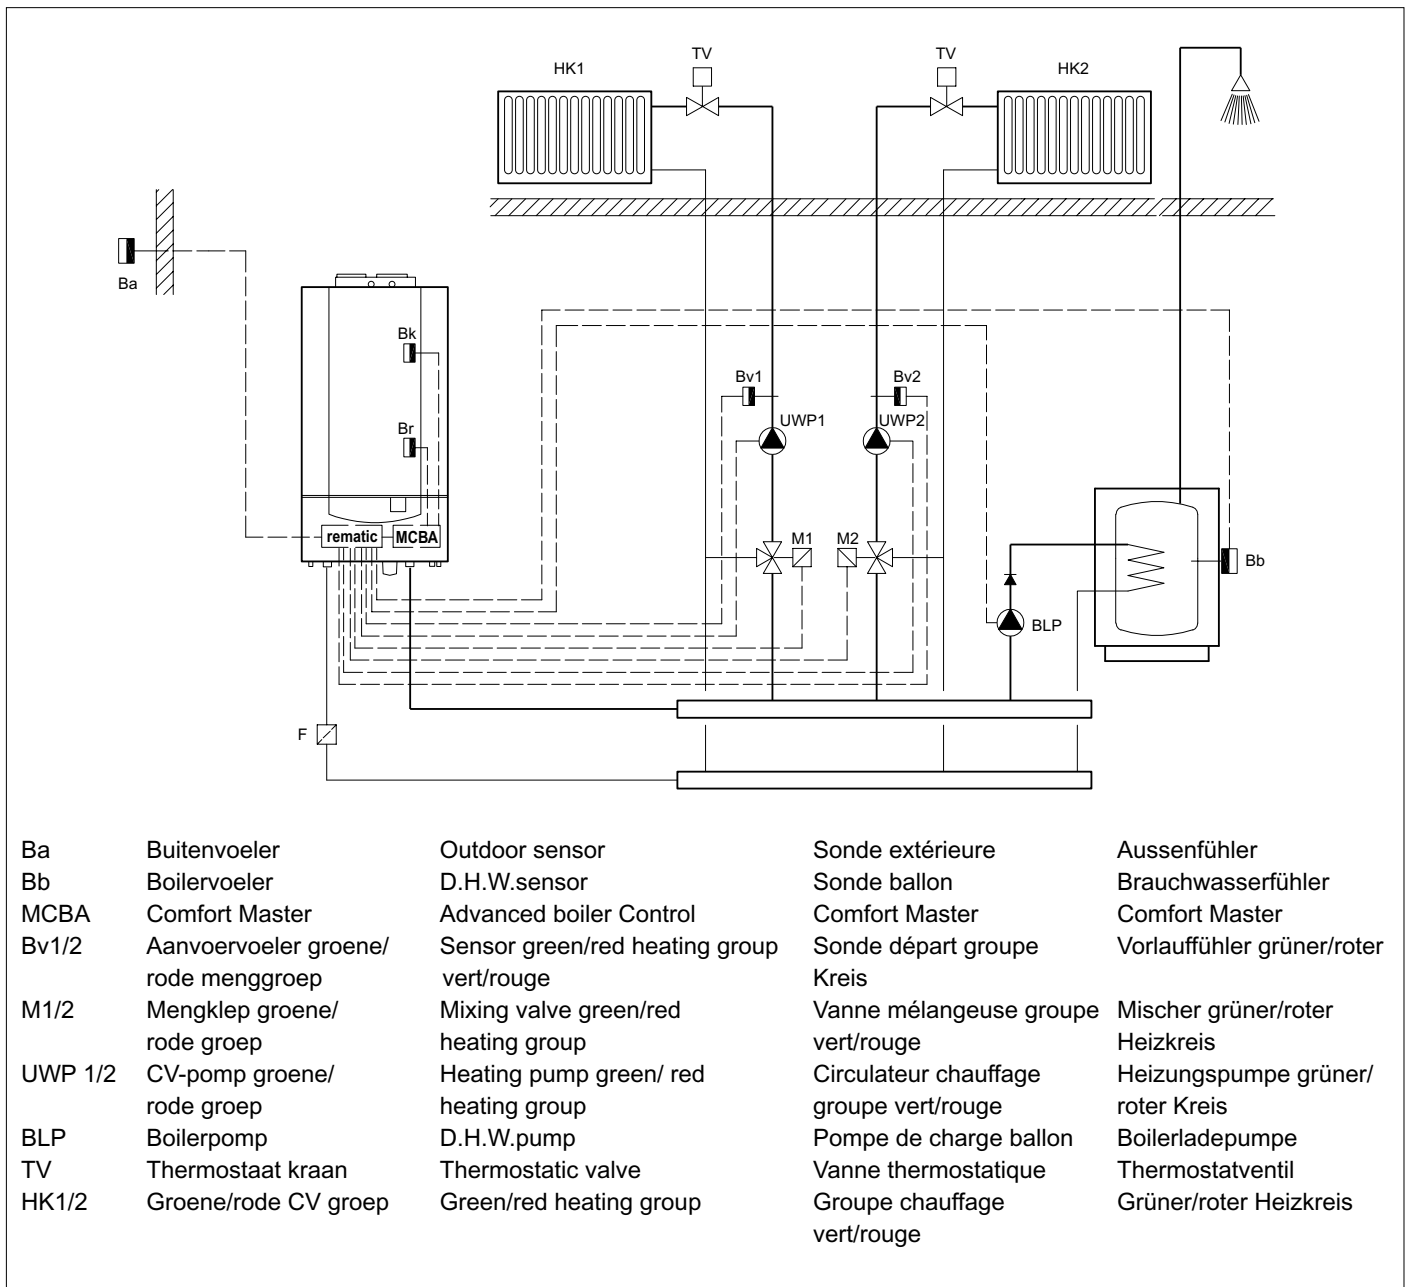 TV
TV
HK1
HK2
Ba
Bk
Bv1
Bv2
UWP1
UWP2
Br
rematic
MCBA
M1
M2
Bb
BLP
F
Ba Buitenvoeler Outdoor sensor Sonde extérieure Aussenfühler
Bb Boilervoeler D.H.W.sensor Sonde ballon Brauchwasserfühler
MCBA Comfort Master Advanced boiler Control Comfort Master Comfort Master
Bv1/2 Aanvoervoeler groene/ Sensor green/red heating group Sonde départ groupe Vorlauffühler grüner/roter
rode menggroep vert/rouge Kreis
M1/2 Mengklep groene/ Mixing valve green/red Vanne mélangeuse groupe Mischer grüner/roter
rode groep heating group vert/rouge Heizkreis
UWP 1/2 CV-pomp groene/ Heating pump green/ red Circulateur chauffage Heizungspumpe grüner/
rode groep heating group groupe vert/rouge roter Kreis
BLP Boilerpomp D.H.W.pump Pompe de charge ballon Boilerladepumpe
TV Thermostaat kraan Thermostatic valve Vanne thermostatique Thermostatventil
HK1/2 Groene/rode CV groep Green/red heating group Groupe chauffage Grüner/roter Heizkreis
vert/rouge